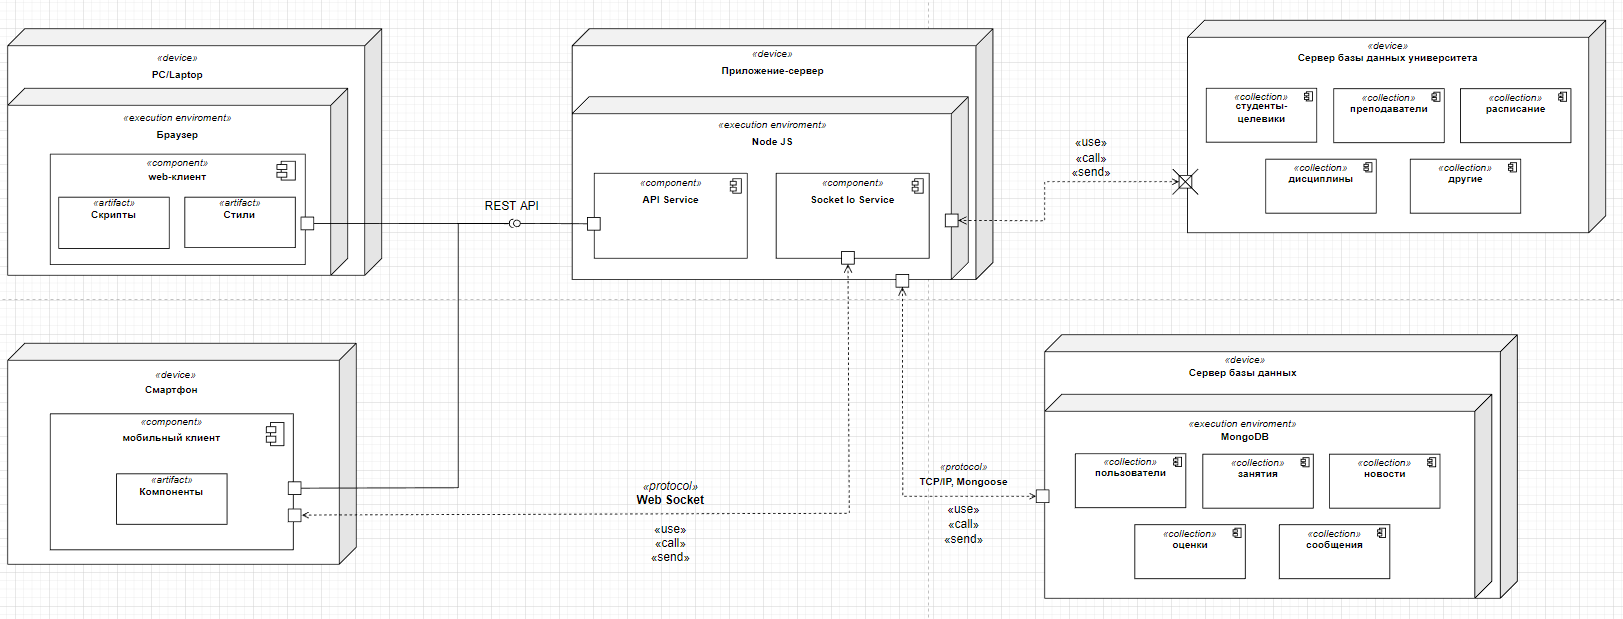 «device»
PC/Laptop
«execution enviroment»
Браузер
«component»
web-клиент
«artifact»
Скрипты
«artifact»
Стили
REST API
«device»
Приложение-сервер
«execution enviroment»
Node JS
«component»
API Service
«component»
Socket Io Service
«use»
«call»
«send»
«device»
Сервер базы данных университета
«collection»
студенты-
целевики
«collection»
преподаватели
«collection»
расписание
«collection»
дисциплины
«collection»
другие
«device»
Смартфон
«component»
мобильный клиент
«artifact»
Компоненты
«protocol»
Web Socket
«use»
«call»
«send»
«protocol»
TCP/IP, Mongoose
«use»
«call»
«send»
«device»
Сервер базы данных
«execution enviroment»
MongoDB
«collection»
пользователи
«collection»
занятия
«collection»
новости
«collection»
оценки
«collection»
сообщения